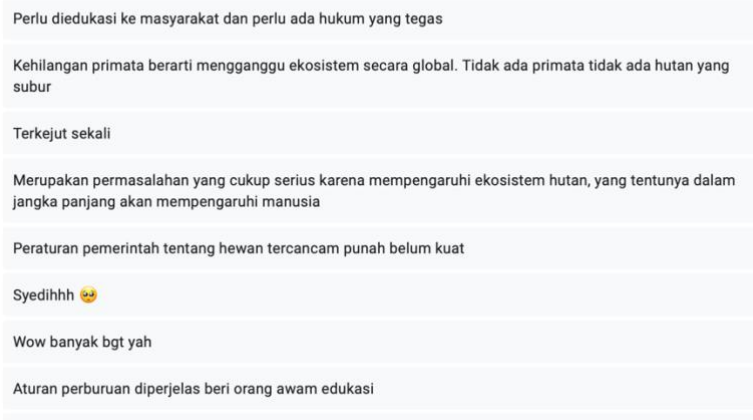 Perlu diedukasi ke masyarakat dan perlu ada hukum yang tegas
Kehilangan primata berarti mengganggu ekosistem secara global. Tidak ada primata tidak ada hutan yang
subur
Terkejut sekali
Merupakan permasalahan yang cukup serius karena mempengaruhi ekosistem hutan, yang tentunya dalam
jangka panjang akan mempengaruhi manusia
Peraturan pemerintah tentang hewan tercancam punah belum kuat
Syedihhh 🥺
Wow banyak bgt yah
Aturan perburuan diperjelas beri orang awam edukasi